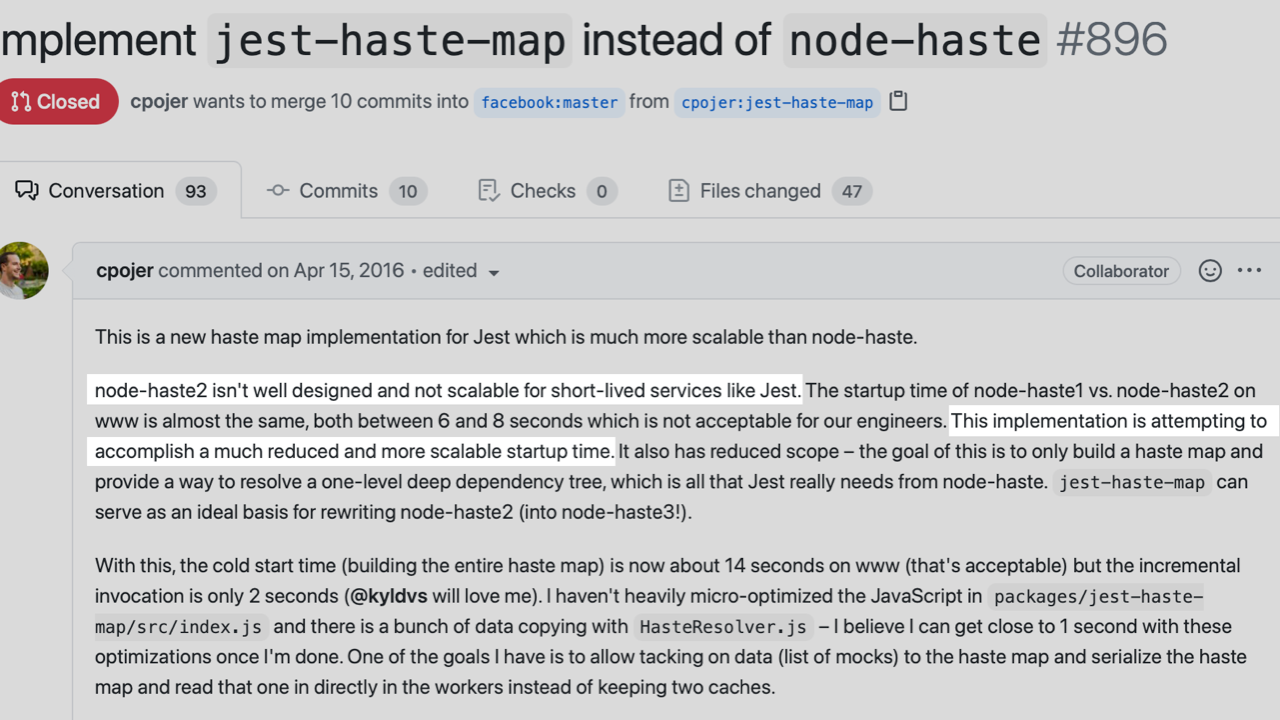 mplement jest-haste-map instead of node-haste #896
Closed cpojer wants to merge 10 commits into facebook:master from cpojer:jest-haste-map
Conversation 93 Commits 10 Checks 0 Files changed 47
cpojer commented on Apr 15, 2016 • edited Collaborator
This is a new haste map implementation for Jest which is much more scalable than node-haste.
node-haste2 isn't well designed and not scalable for short-lived services like Jest. The startup time of node-haste1 vs. node-haste2 on
www is almost the same, both between 6 and 8 seconds which is not acceptable for our engineers. This implementation is attempting to
accomplish a much reduced and more scalable startup time. It also has reduced scope – the goal of this is to only build a haste map and
provide a way to resolve a one-level deep dependency tree, which is all that Jest really needs from node-haste. jest-haste-map can
serve as an ideal basis for rewriting node-haste2 (into node-haste3!).
With this, the cold start time (building the entire haste map) is now about 14 seconds on www (that's acceptable) but the incremental
invocation is only 2 seconds (@kyldvs will love me). I haven't heavily micro-optimized the JavaScript in packages/jest-haste-
map/src/index.js and there is a bunch of data copying with HasteResolver.js – I believe I can get close to 1 second with these
optimizations once I'm done. One of the goals I have is to allow tacking on data (list of mocks) to the haste map and serialize the haste
map and read that one in directly in the workers instead of keeping two caches.